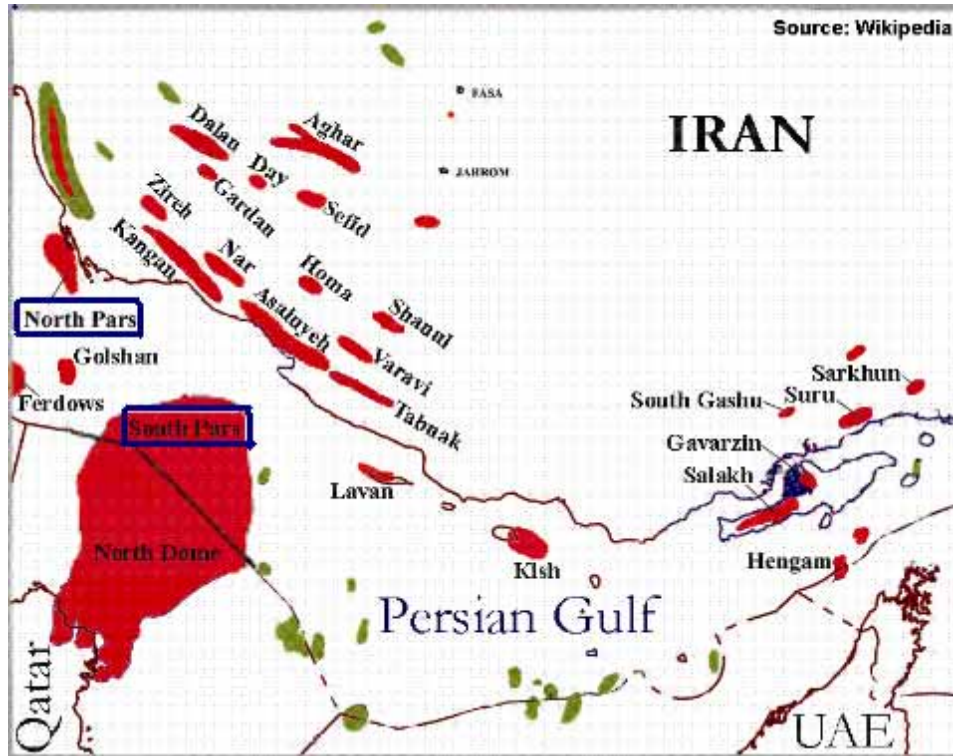 Source: Wikipedia
FASA
IRAN
Dalan
Aghar
JAHROM
Day
Gardan
Sefid
Zireh
Kangan
Nar
Homa
Asaluyeh
Shanul
North Pars
Varavi
Golshan
Sarkhun
Ferdows
Tabnak
South Gashu
Suru
South Pars
Gavarzin
Salakh
Lavan
North Dome
Hengam
KIsh
Persian Gulf
Qatar
UAE